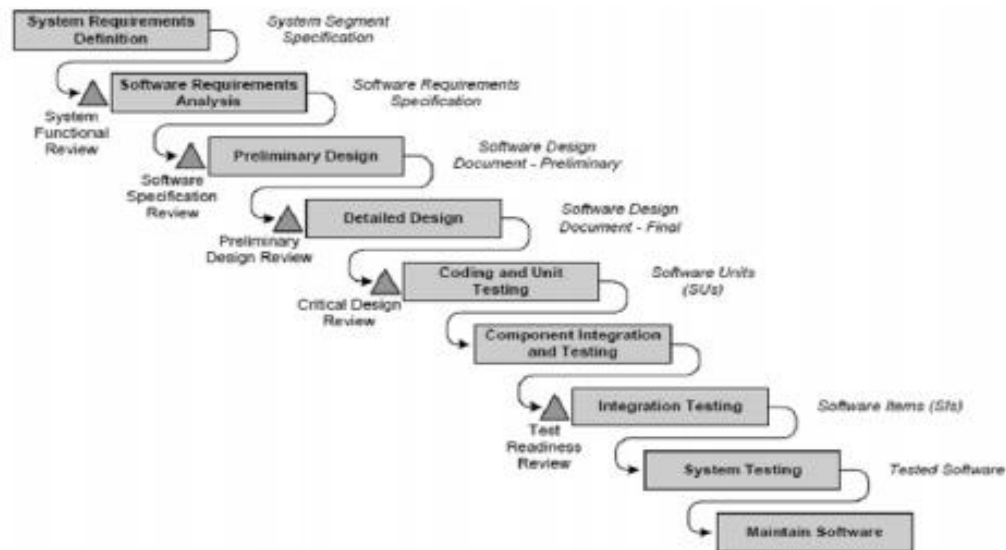 System Requirements
Definition
System Segment
Specification
System
Functional
Review
Software Requirements
Analysis
Software Requirements
Specification
Software
Specification
Review
Preliminary Design
Software Design
Document - Preliminary
Preliminary
Design Review
Detailed Design
Software Design
Document - Final
Critical Design
Review
Coding and Unit
Testing
Software Units
(SUs)
Component Integration
and Testing
Test
Readiness
Review
Integration Testing
Software Items (SIs)
System Testing
Tested Software
Maintain Software